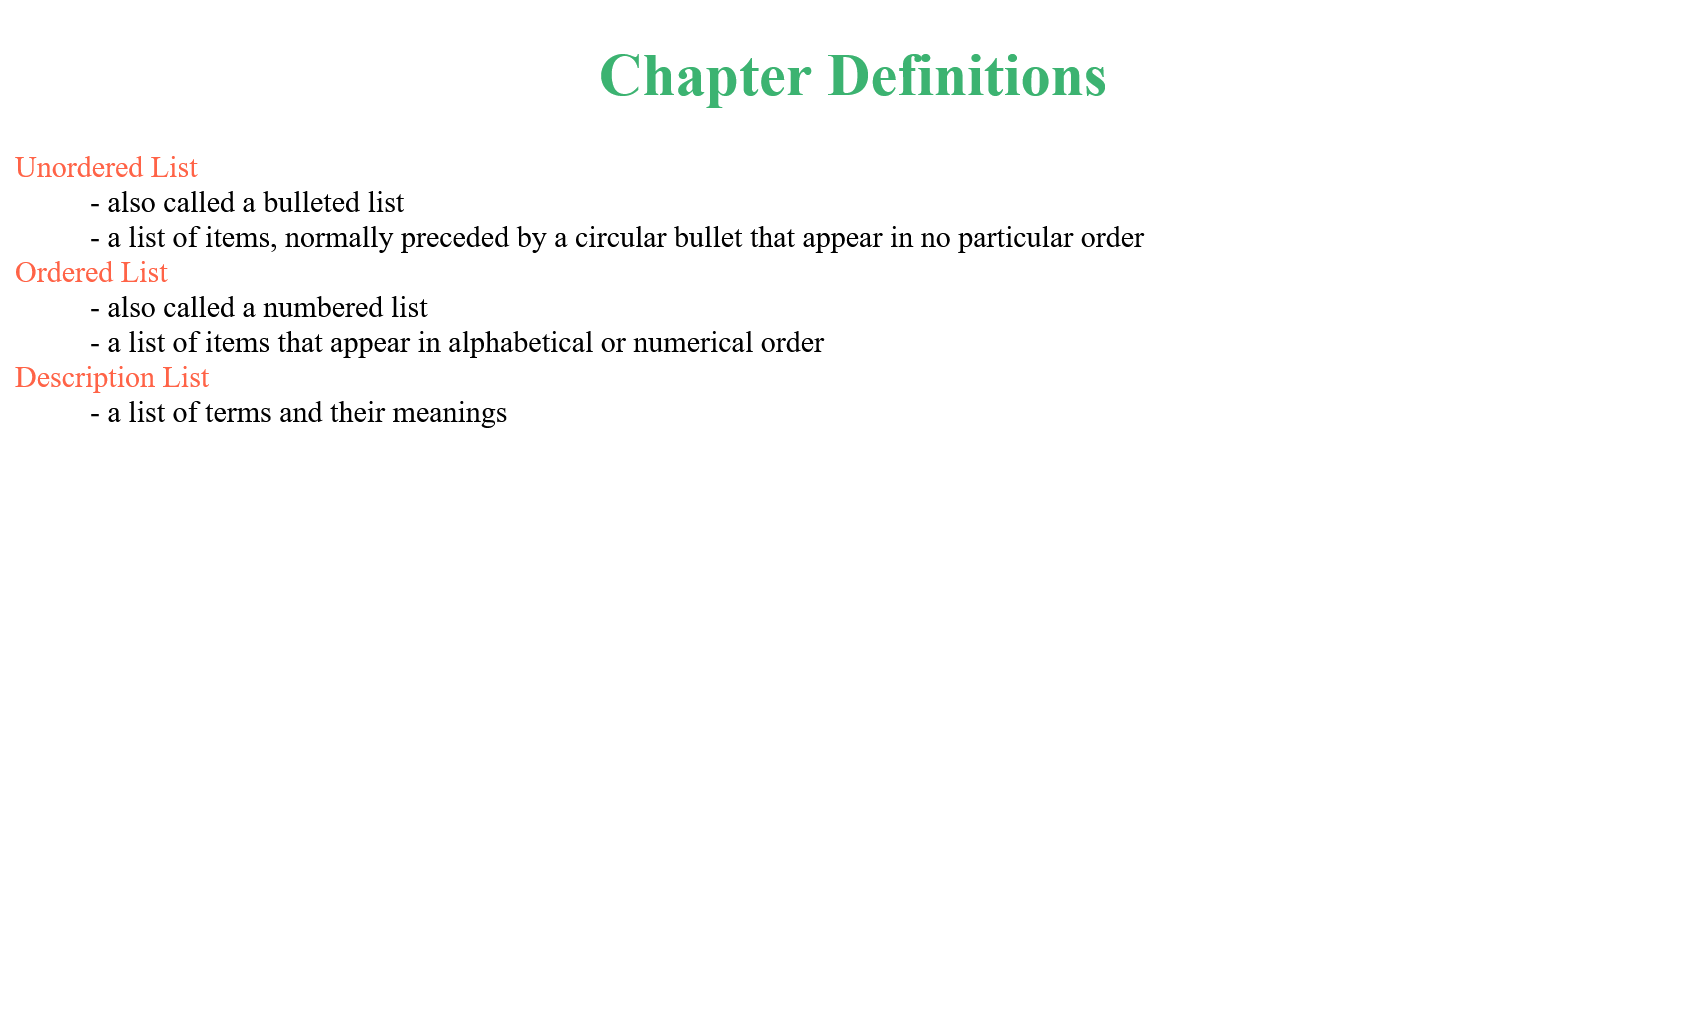 Chapter Definitions
Unordered List
- also called a bulleted list
- a list of items, normally preceded by a circular bullet that appear in no particular order
Ordered List
- also called a numbered list
- a list of items that appear in alphabetical or numerical order
Description List
- a list of terms and their meanings